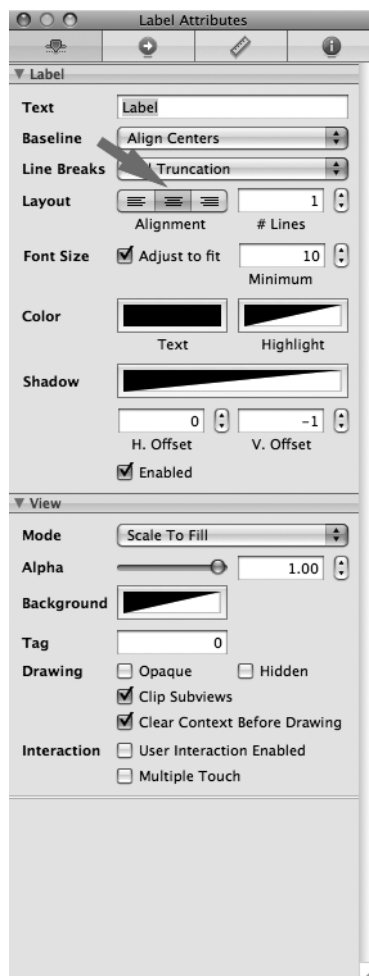 Label Attributes
Label
Text Label
Baseline Align Centers
Line Breaks Truncation
Layout 1
Alignment # Lines
Font Size Adjust to fit 10
Minimum
Color
Text Highlight
Shadow
0 -1
H. Offset V. Offset
Enabled
View
Mode Scale To Fill
Alpha 1.00
Background
Tag 0
Drawing Opaque Hidden
Clip Subviews
Clear Context Before Drawing
Interaction User Interaction Enabled
Multiple Touch